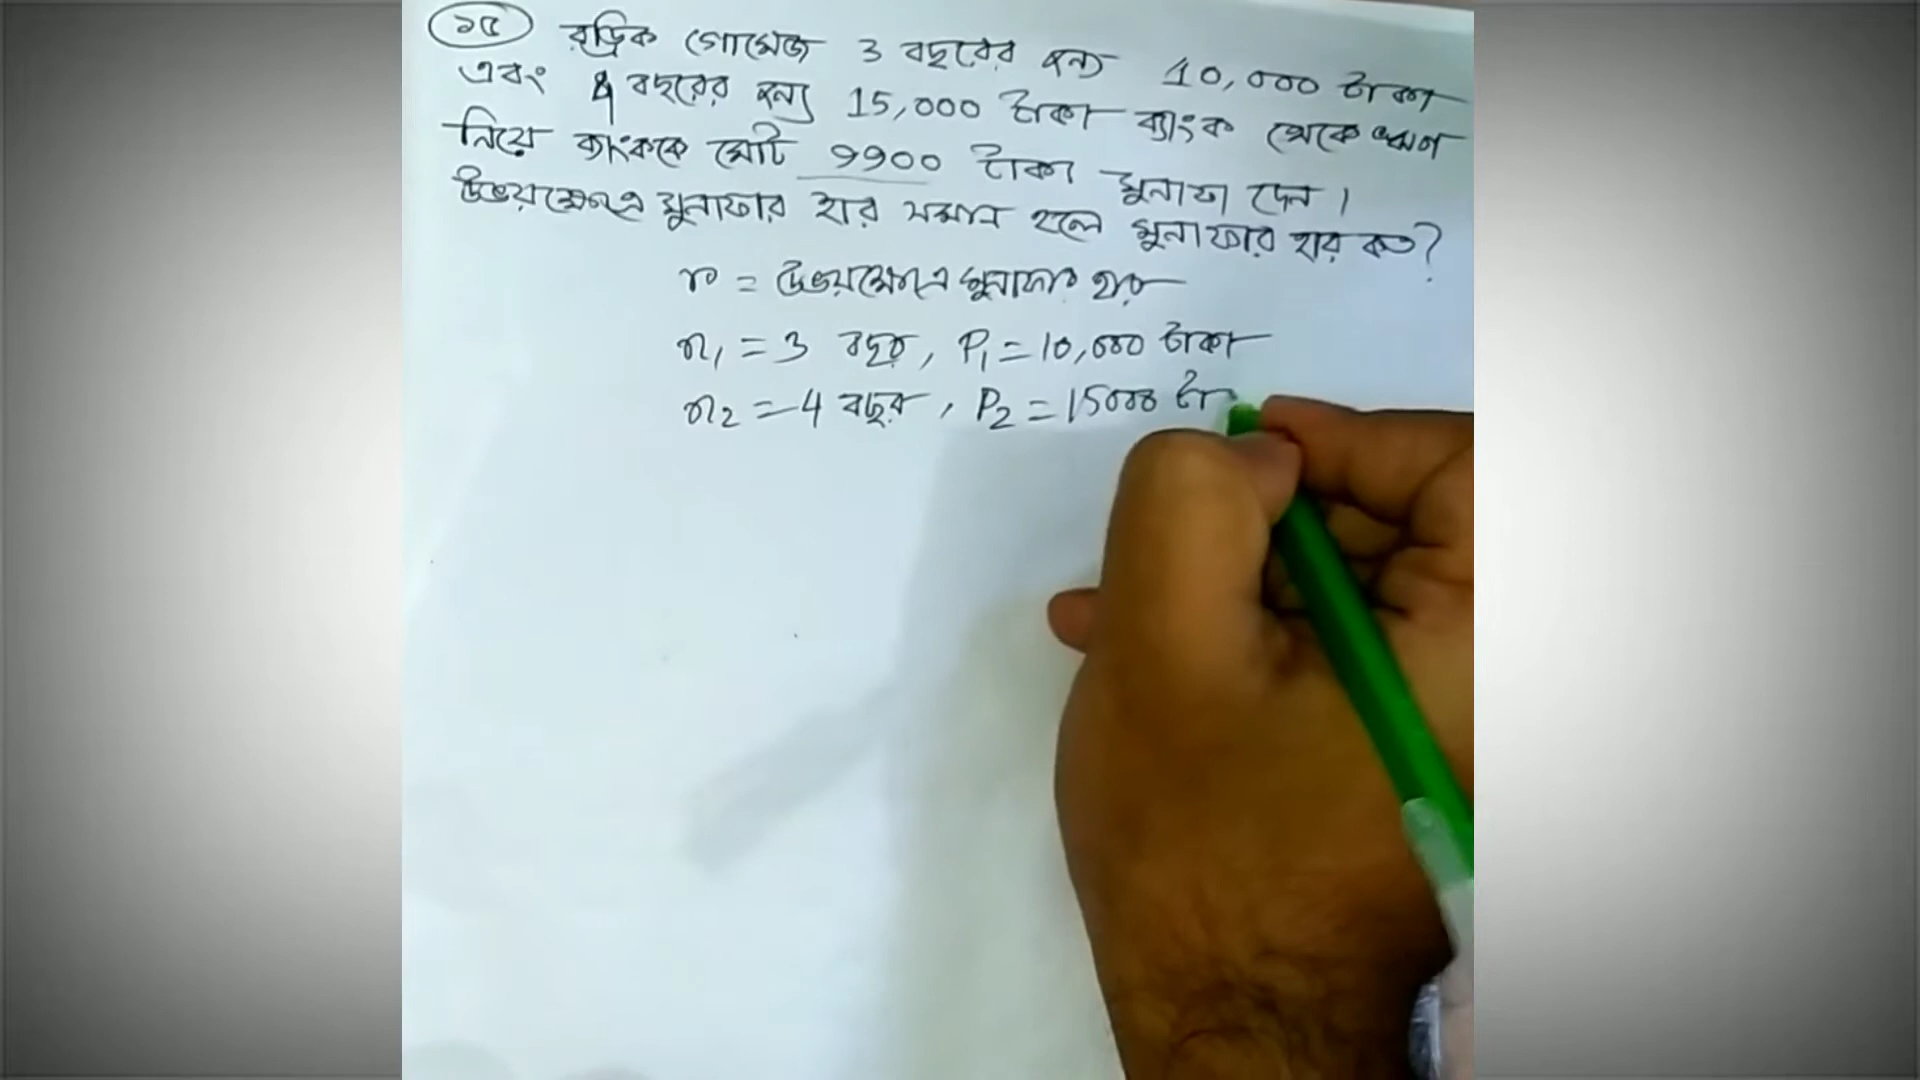 ১৫ রড্রিক গোমেজ 3 বছরের জন্য 10,000 টাকা
এবং 4 বছরের জন্য 15,000 টাকা ব্যাংক থেকে ঋণ
নিয়ে ব্যাংককে মোট 9900 টাকা মুনাফা দেন।
উভয়ক্ষেত্রে মুনাফার হার সমান হলে মুনাফার হার কত?
r = উভয়ক্ষেত্রে মুনাফার হার
n₁ = 3 বছর, P₁ = 10,000 টাকা
n₂ = 4 বছর, P₂ = 15000 টা